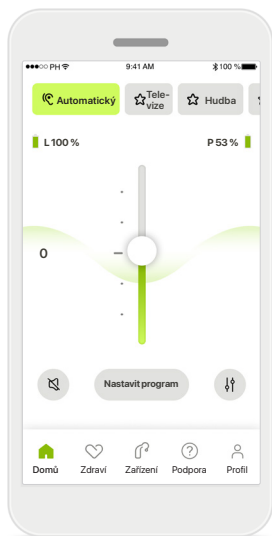 ●●●○○ PH 9:41 AM 100 %
Automatický
Tele-
vize
Hudba
L 100 % P 53 %
0
Nastavit program
Domů Zdraví Zařízení Podpora Profil